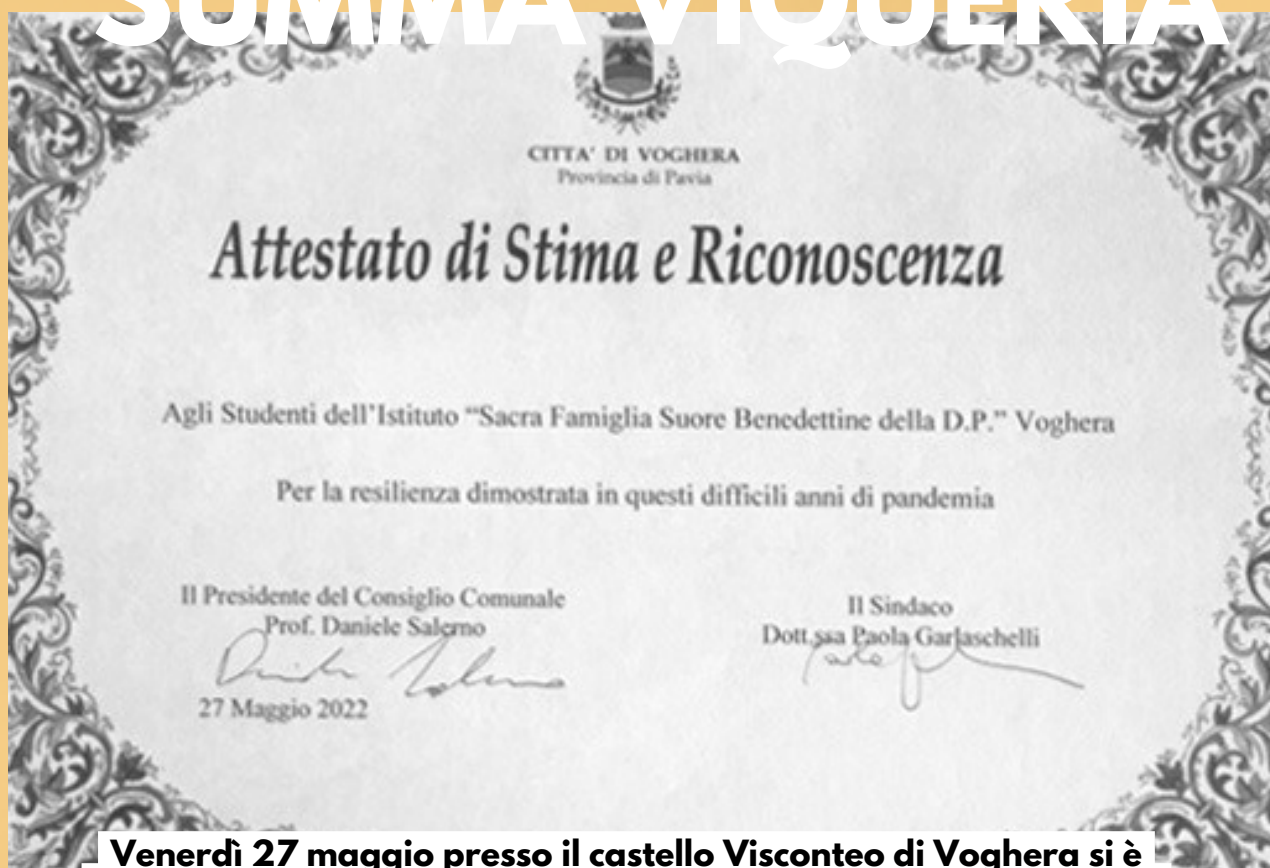 SUMMA VIQUERIA
CITTA' DI VOGHERA
Provincia di Pavia
Attestato di Stima e Riconoscenza
Agli Studenti dell'Istituto “Sacra Famiglia Suore Benedettine della D.P.” Voghera
Per la resilienza dimostrata in questi difficili anni di pandemia
Il Presidente del Consiglio Comunale
Prof. Daniele Salerno
27 Maggio 2022
Il Sindaco
Dott.ssa Paola Garlaschelli
Venerdì 27 maggio presso il castello Visconteo di Voghera si è